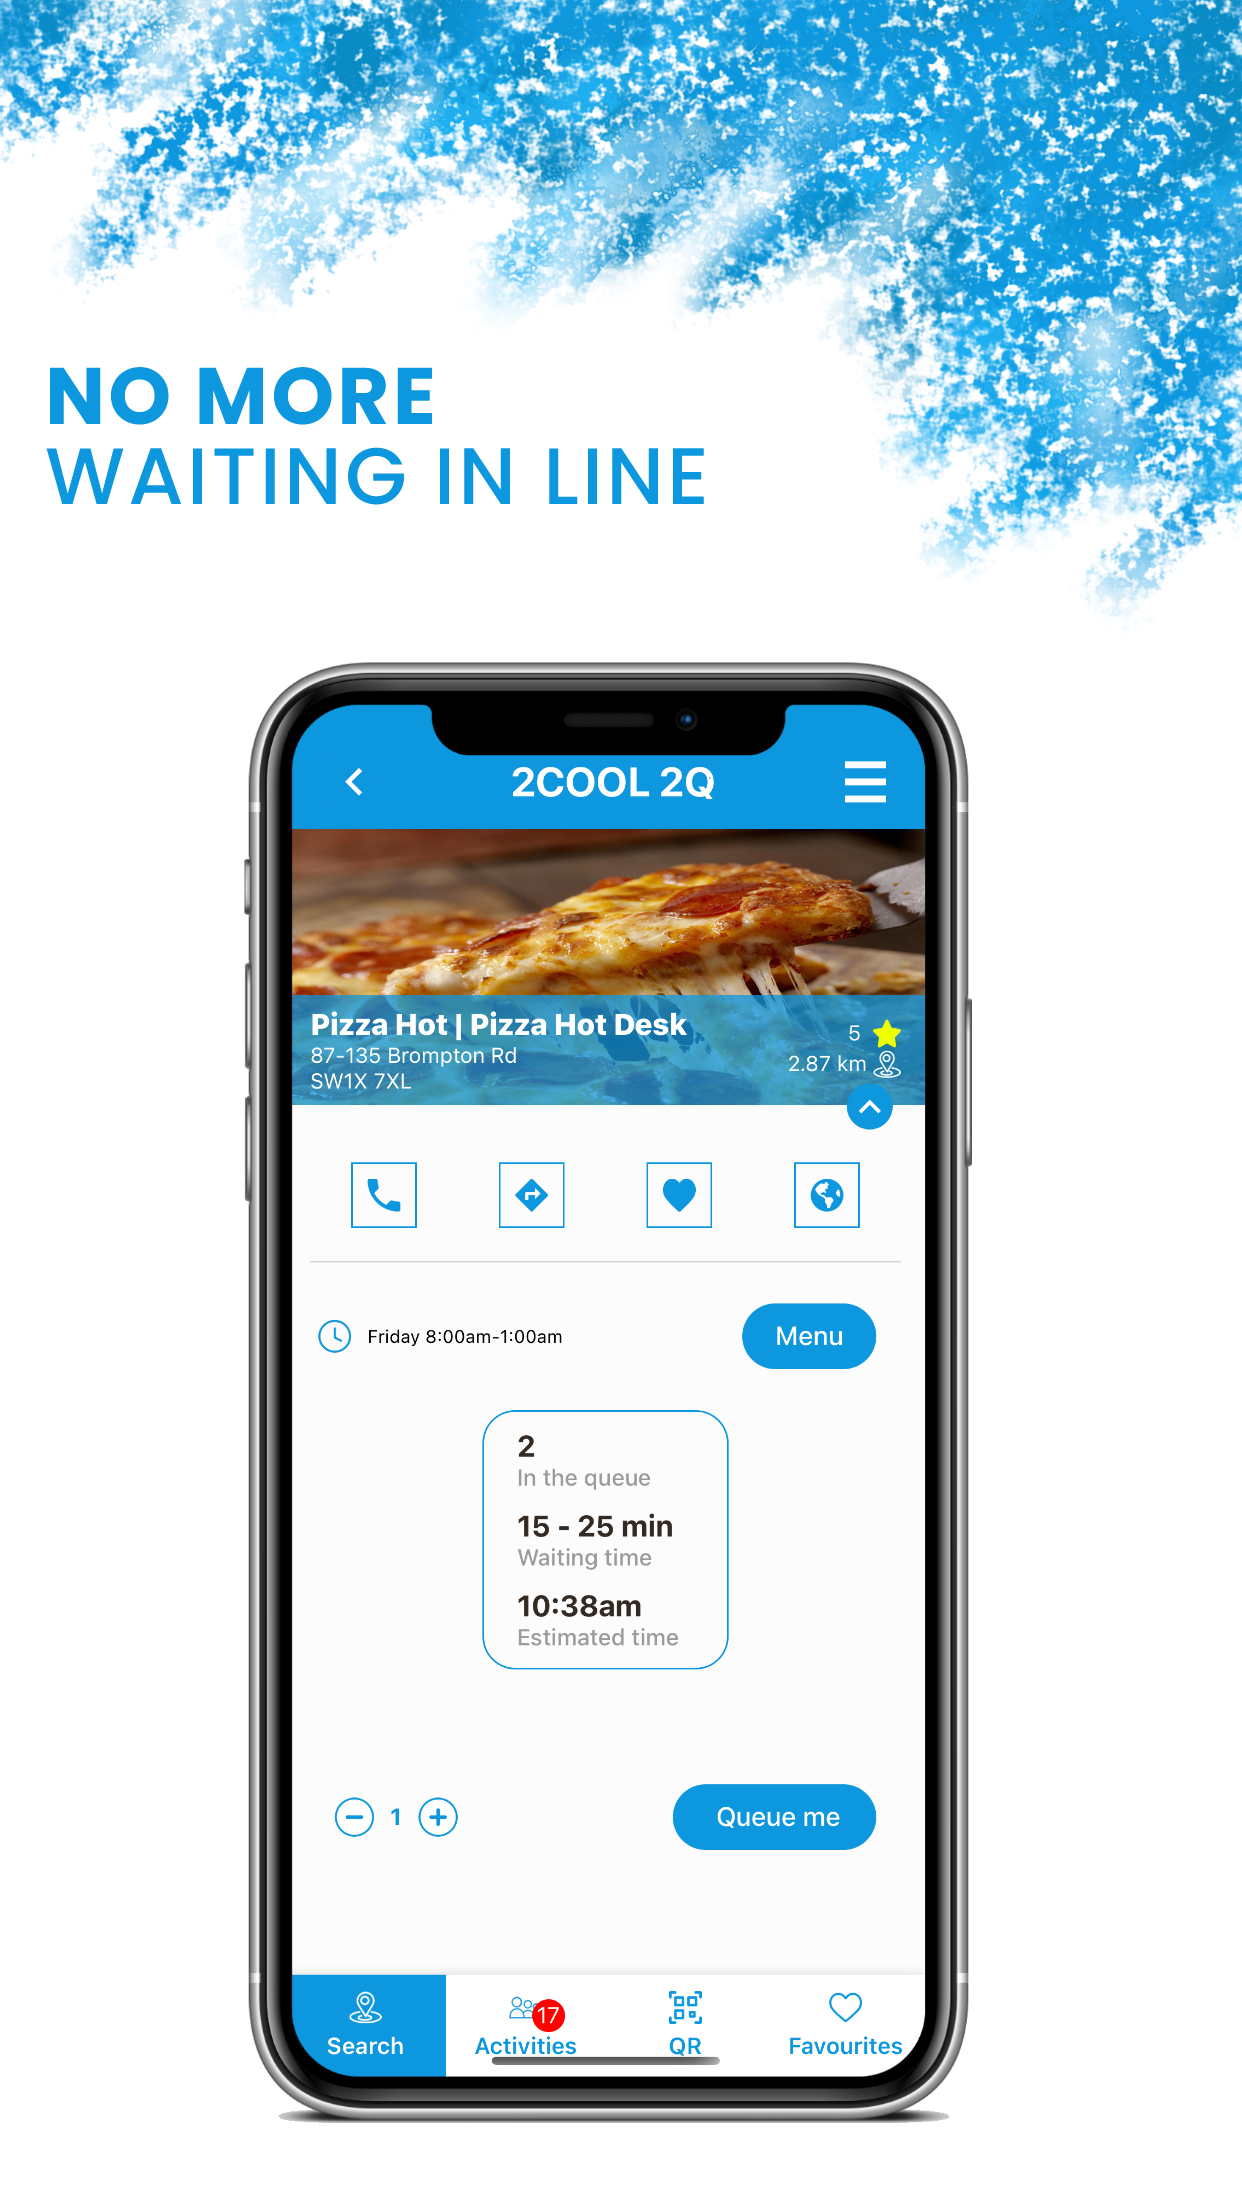 NO MORE
WAITING IN LINE
2COOL 2Q
Pizza Hot | Pizza Hot Desk
87-135 Brompton Rd
SW1X 7XL
5
2.87 km
Friday 8:00am-1:00am
Menu
2
In the queue
15 - 25 min
Waiting time
10:38am
Estimated time
1
Queue me
17
Search
Activities
QR
Favourites